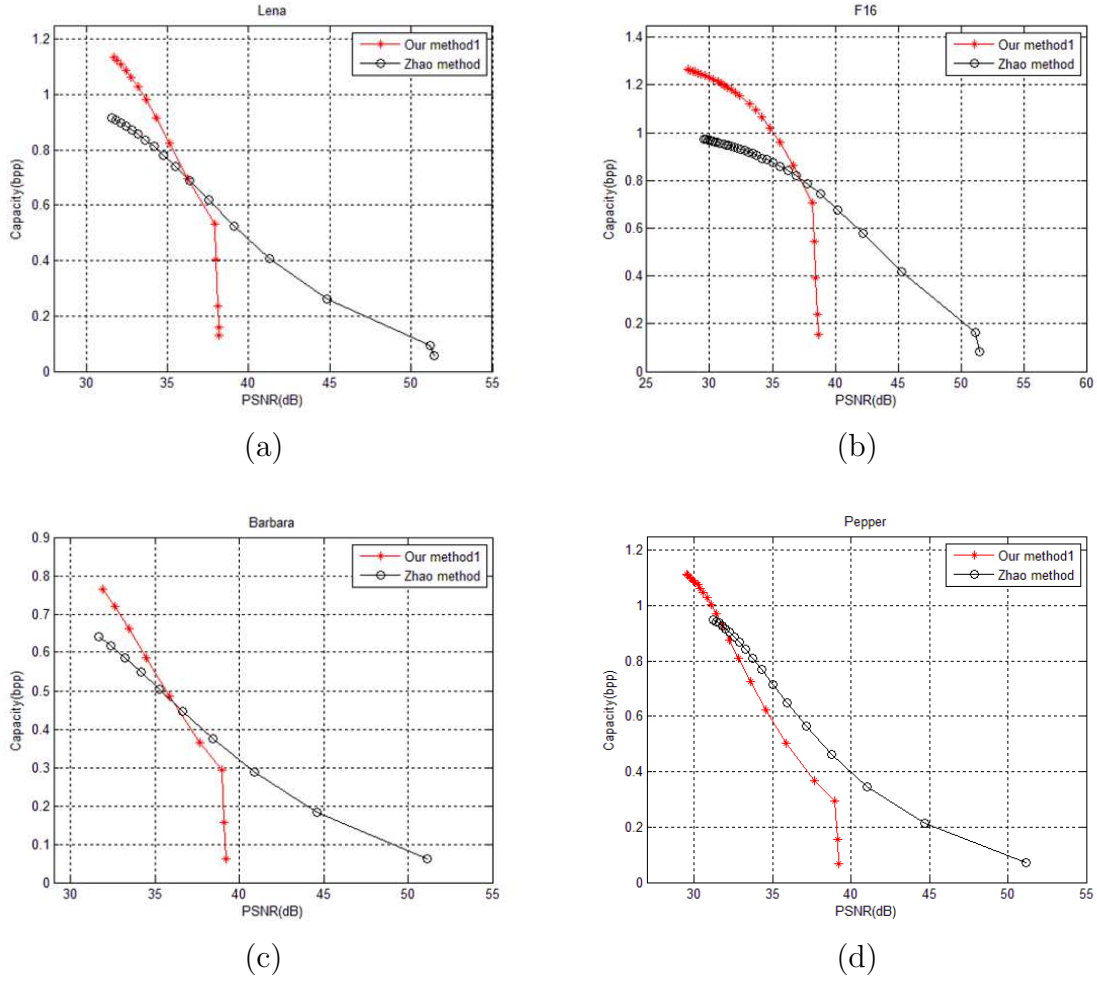 Lena
Our method1
Zhao method
Capacity(bpp)
1.2
1
0.8
0.6
0.4
0.2
0
30 35 40 45 50 55
PSNR(dB)
(a)
F16
Our method1
Zhao method
Capacity(bpp)
1.4
1.2
1
0.8
0.6
0.4
0.2
0
25 30 35 40 45 50 55 60
PSNR(dB)
(b)
Barbara
Our method1
Zhao method
Capacity(bpp)
0.9
0.8
0.7
0.6
0.5
0.4
0.3
0.2
0.1
0
30 35 40 45 50
PSNR(dB)
(c)
Pepper
Our method1
Zhao method
Capacity(bpp)
1.2
1
0.8
0.6
0.4
0.2
0
30 35 40 45 50 55
PSNR(dB)
(d)